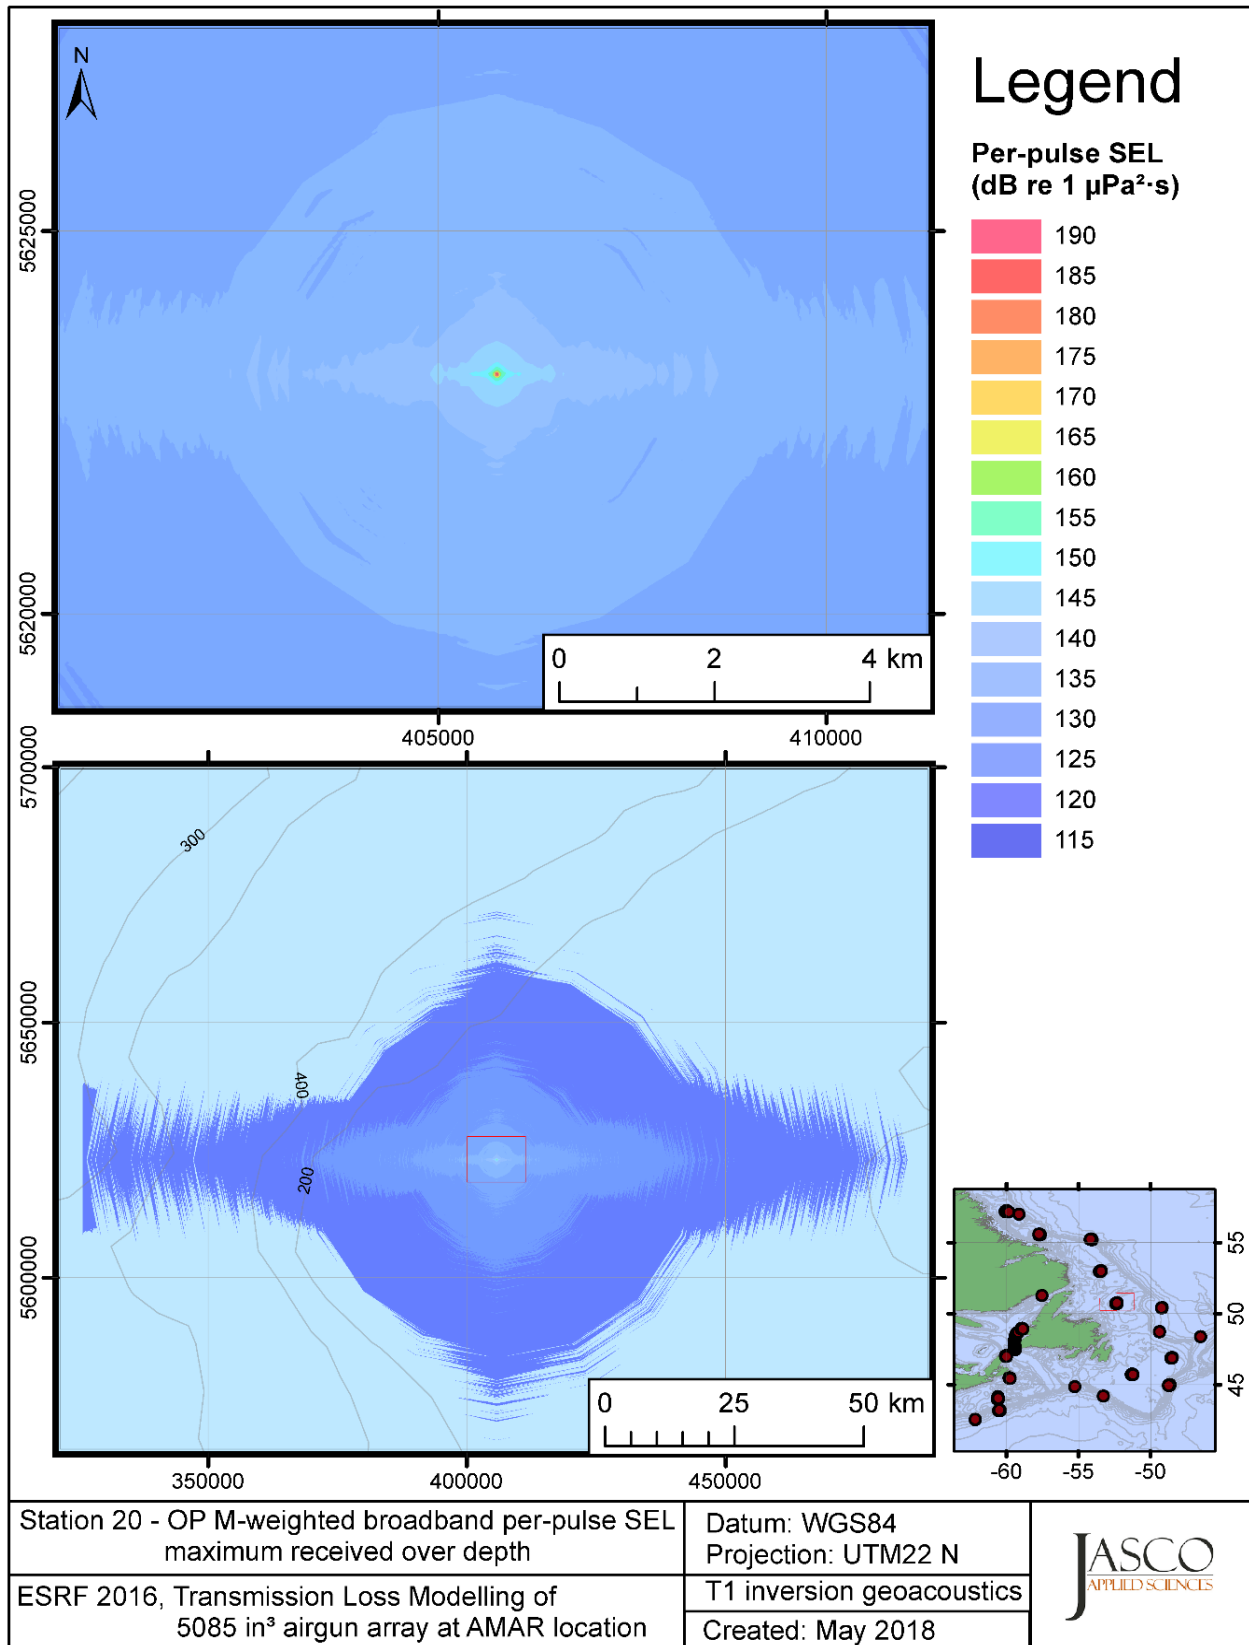 N
5625000
5620000
0
2
4 km
405000
410000
Legend
Per-pulse SEL
(dB re 1 µPa²·s)
190
185
180
175
170
165
160
155
150
145
140
135
130
125
120
115
5700000
5650000
5600000
300
400
200
0
25
50 km
350000
400000
450000
55
50
45
-60
-55
-50
Station 20 - OP M-weighted broadband per-pulse SEL
maximum received over depth
ESRF 2016, Transmission Loss Modelling of
5085 in³ airgun array at AMAR location
Datum: WGS84
Projection: UTM22 N
T1 inversion geoacoustics
Created: May 2018
JASCO
APPLIED SCIENCES